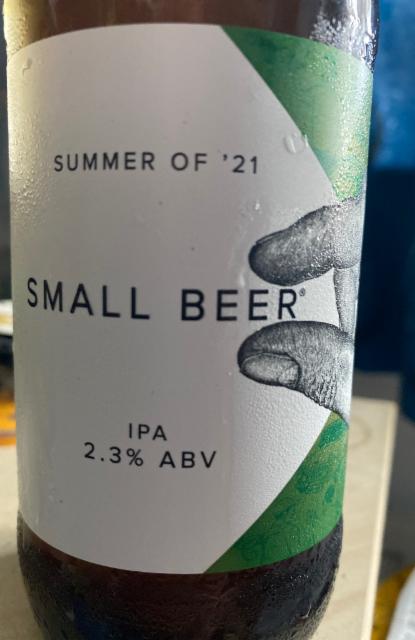 SUMMER OF '21
SMALL BEER®
IPA
2.3% ABV